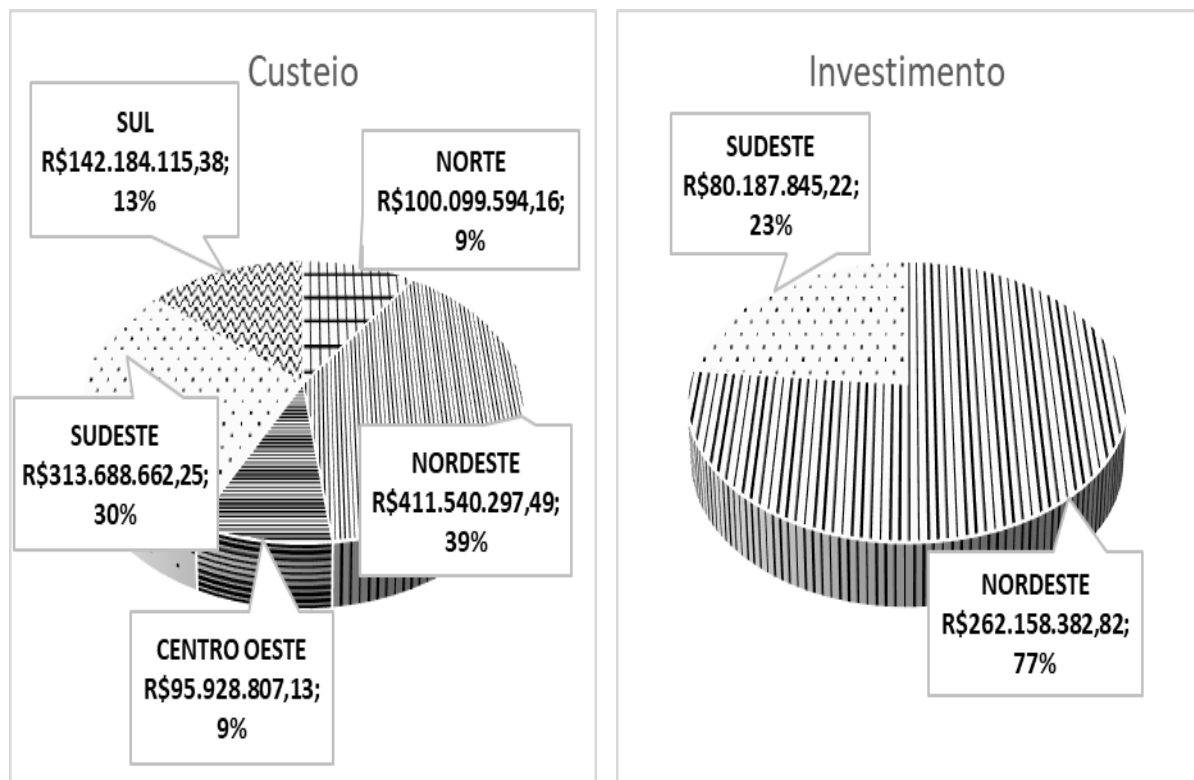 Custeio
SUL
R$142.184.115,38;
13%
NORTE
R$100.099.594,16;
9%
SUDESTE
R$313.688.662,25;
30%
NORDESTE
R$411.540.297,49;
39%
CENTRO OESTE
R$95.928.807,13;
9%
Investimento
SUDESTE
R$80.187.845,22;
23%
NORDESTE
R$262.158.382,82;
77%